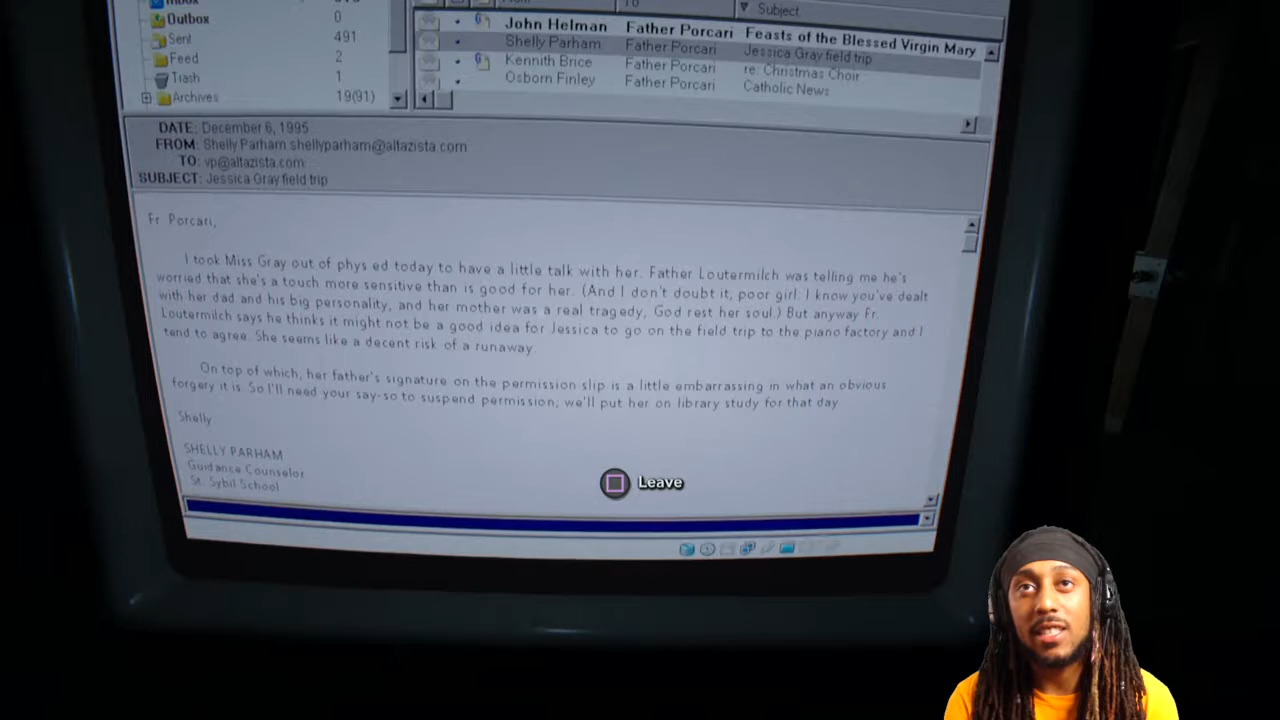 Outbox 0
Sent 491
Feed 2
Trash 1
Archives 19(91)
To Subject
John Helman Father Porcari Feasts of the Blessed Virgin Mary
Shelly Parham Father Porcari Jessica Gray field trip
Kennith Brice Father Porcari re: Christmas Choir
Osborn Finley Father Porcari Catholic News
DATE: December 6, 1995
FROM: Shelly Parham shellyparham@altazista.com
TO: vp@altazista.com
SUBJECT: Jessica Gray field trip
Fr Porcari,
I took Miss Gray out of phys ed today to have a little talk with her. Father Loutermilch was telling me he's
worried that she's a touch more sensitive than is good for her. (And I don't doubt it, poor girl. I know you've dealt
with her dad and his big personality, and her mother was a real tragedy, God rest her soul.) But anyway Fr.
Loutermilch says he thinks it might not be a good idea for Jessica to go on the field trip to the piano factory and I
tend to agree. She seems like a decent risk of a runaway.
On top of which, her father's signature on the permission slip is a little embarrassing in what an obvious
forgery it is. So I'll need your say-so to suspend permission; we'll put her on library study for that day
Shelly
SHELLY PARHAM
Guidance Counselor
St. Sybil School
Leave